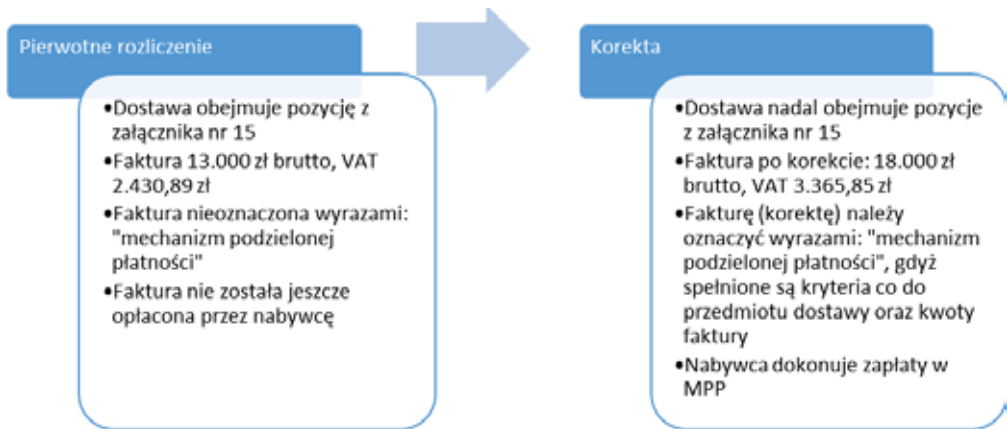 Pierwotne rozliczenie
•Dostawa obejmuje pozycję z
załącznika nr 15
•Faktura 13.000 zł brutto, VAT
2.430,89 zł
•Faktura nieoznaczona wyrazami:
"mechanizm podzielonej
płatności"
•Faktura nie została jeszcze
opłacona przez nabywcę
Korekta
•Dostawa nadal obejmuje pozycje
z załącznika nr 15
•Faktura po korekcie: 18.000 zł
brutto, VAT 3.365,85 zł
•Fakturę (korektę) należy
oznaczyć wyrazami: "mechanizm
podzielonej płatności", gdyż
spełnione są kryteria co do
przedmiotu dostawy oraz kwoty
faktury
•Nabywca dokonuje zapłaty w
MPP